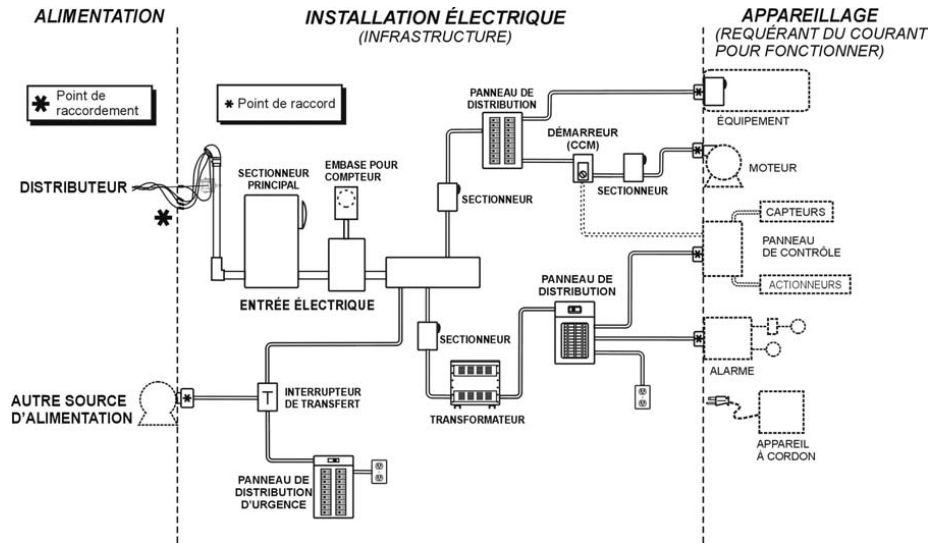 ALIMENTATION
INSTALLATION ÉLECTRIQUE
(INFRASTRUCTURE)
APPAREILLAGE
(REQUÉRANT DU COURANT
POUR FONCTIONNER)
* Point de
raccordement
* Point de raccord
DISTRIBUTEUR
*
SECTIONNEUR
PRINCIPAL
EMBASE POUR
COMPTEUR
ENTRÉE ÉLECTRIQUE
PANNEAU DE
DISTRIBUTION
SECTIONNEUR
DÉMARREUR
(CCM)
SECTIONNEUR
*
ÉQUIPEMENT
*
MOTEUR
CAPTEURS
*
PANNEAU
DE CONTRÔLE
ACTIONNEURS
PANNEAU DE
DISTRIBUTION
SECTIONNEUR
TRANSFORMATEUR
*
ALARME
APPAREIL
À CORDON
AUTRE SOURCE
D'ALIMENTATION
*
T
INTERRUPTEUR
DE TRANSFERT
PANNEAU DE
DISTRIBUTION
D'URGENCE